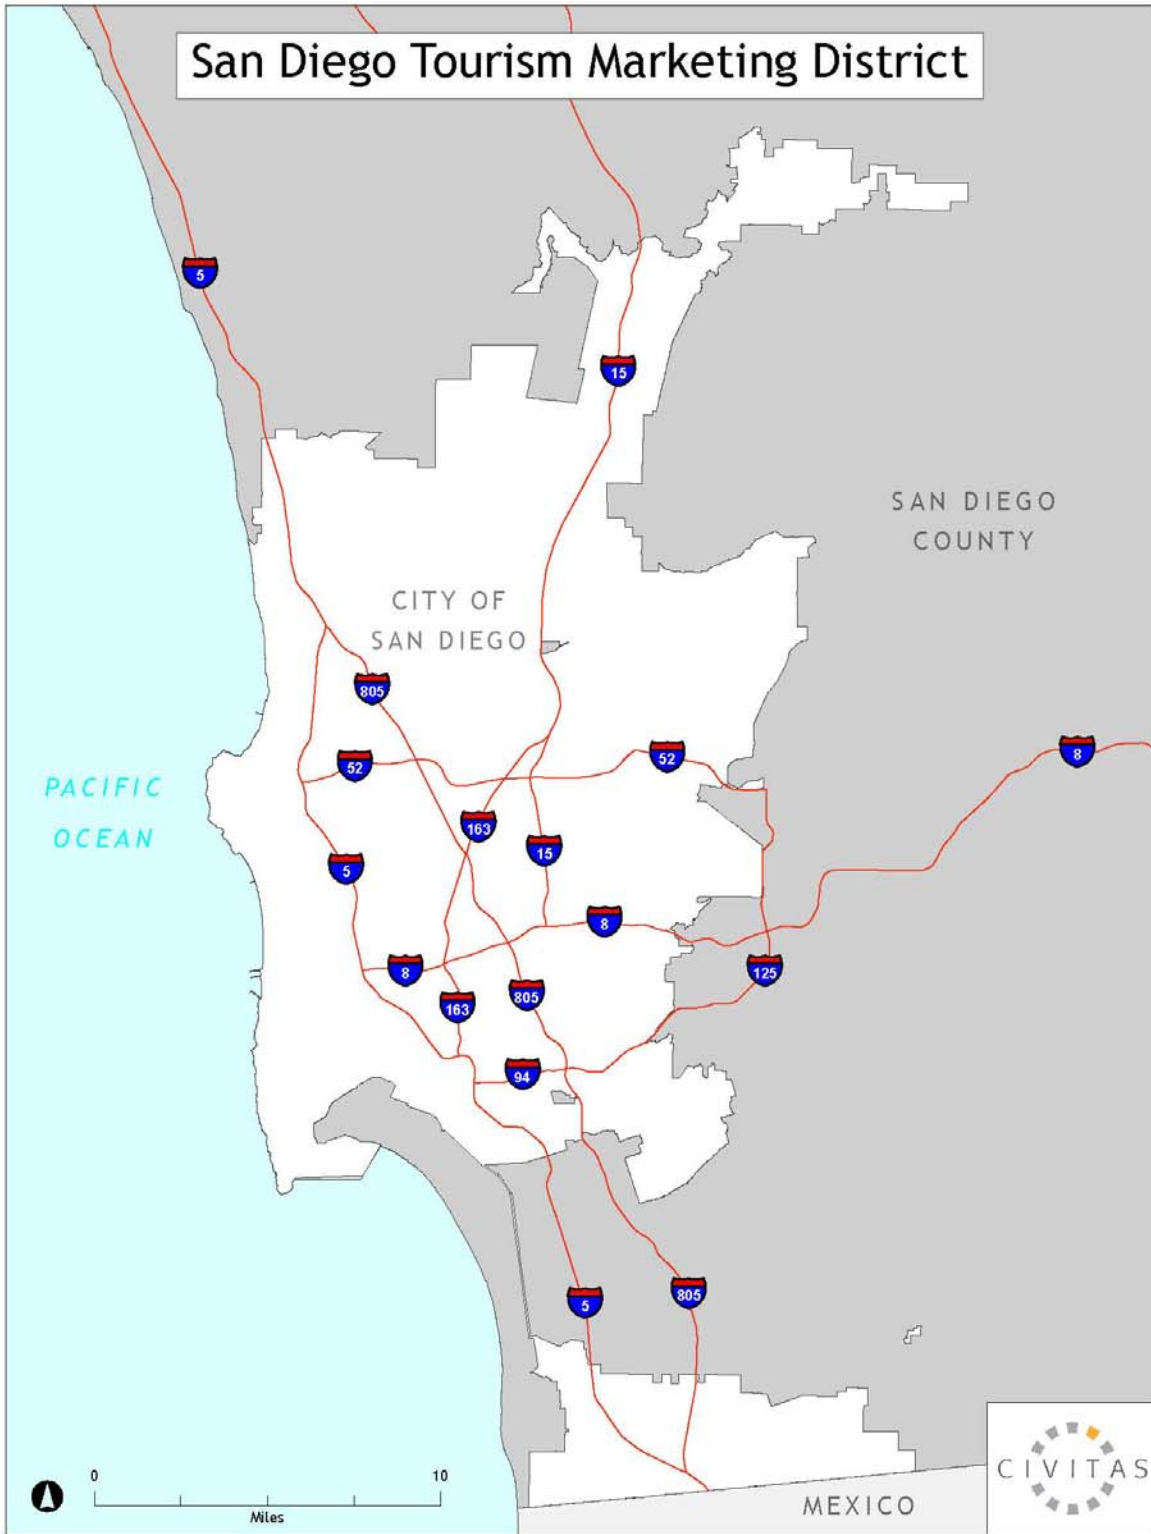 San Diego Tourism Marketing District
5
15
SAN DIEGO
COUNTY
CITY OF
SAN DIEGO
805
52
52
8
PACIFIC
OCEAN
163
15
5
8
8
125
805
163
94
5
805
0
10
Miles
CIVITAS
MEXICO